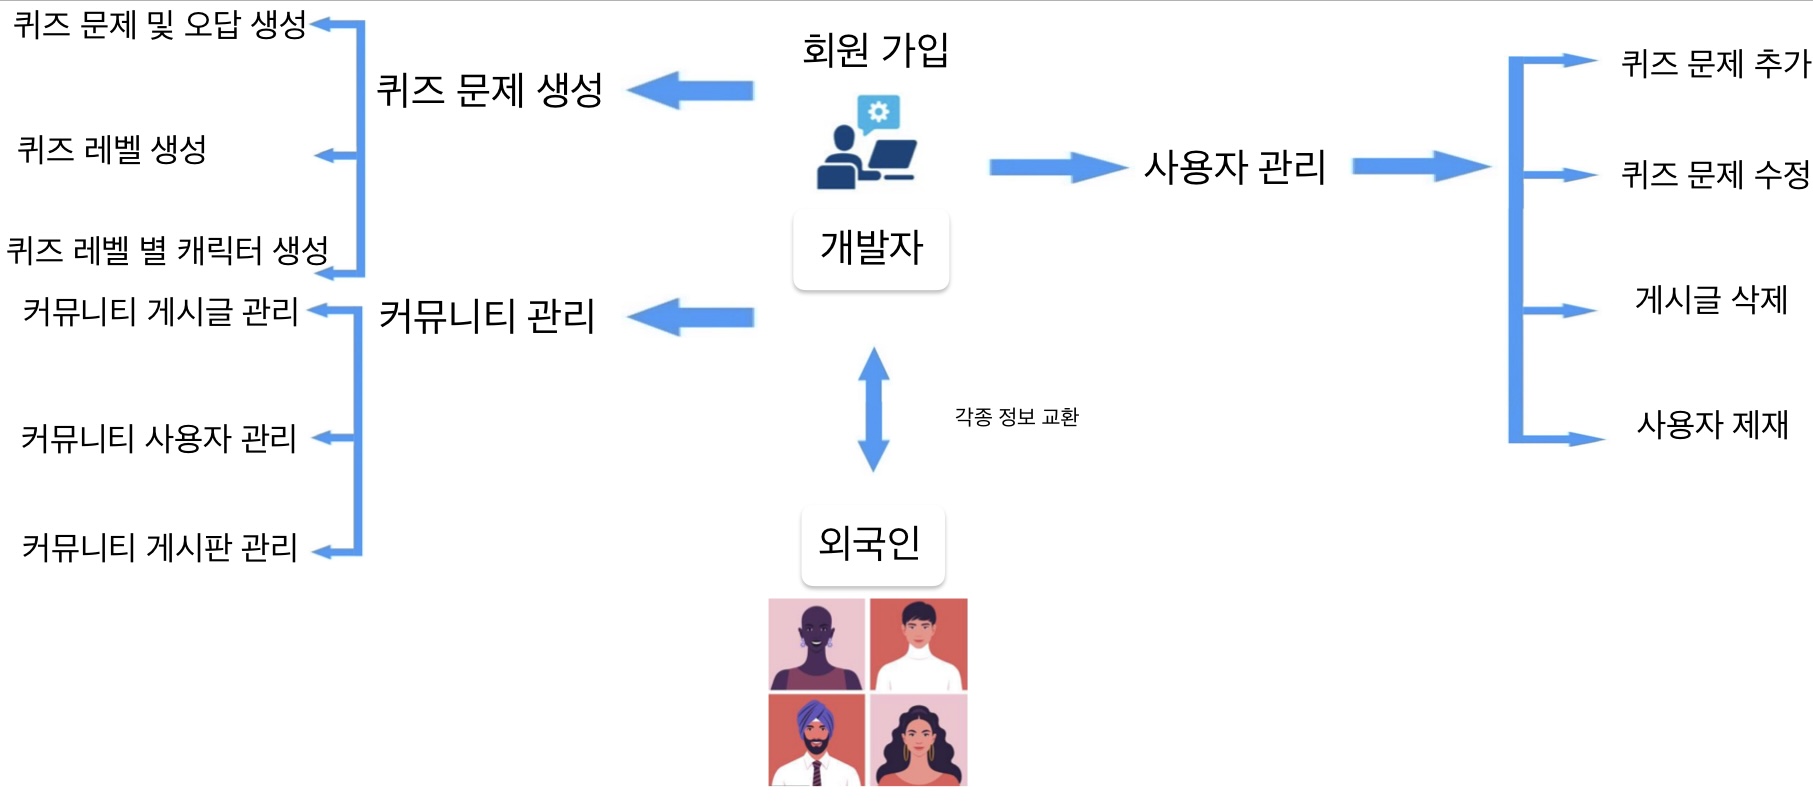 퀴즈 문제 및 오답 생성
퀴즈 레벨 생성
퀴즈 레벨 별 캐릭터 생성
퀴즈 문제 생성
커뮤니티 게시글 관리
커뮤니티 사용자 관리
커뮤니티 게시판 관리
커뮤니티 관리
회원 가입
개발자
각종 정보 교환
외국인
사용자 관리
퀴즈 문제 추가
퀴즈 문제 수정
게시글 삭제
사용자 제재